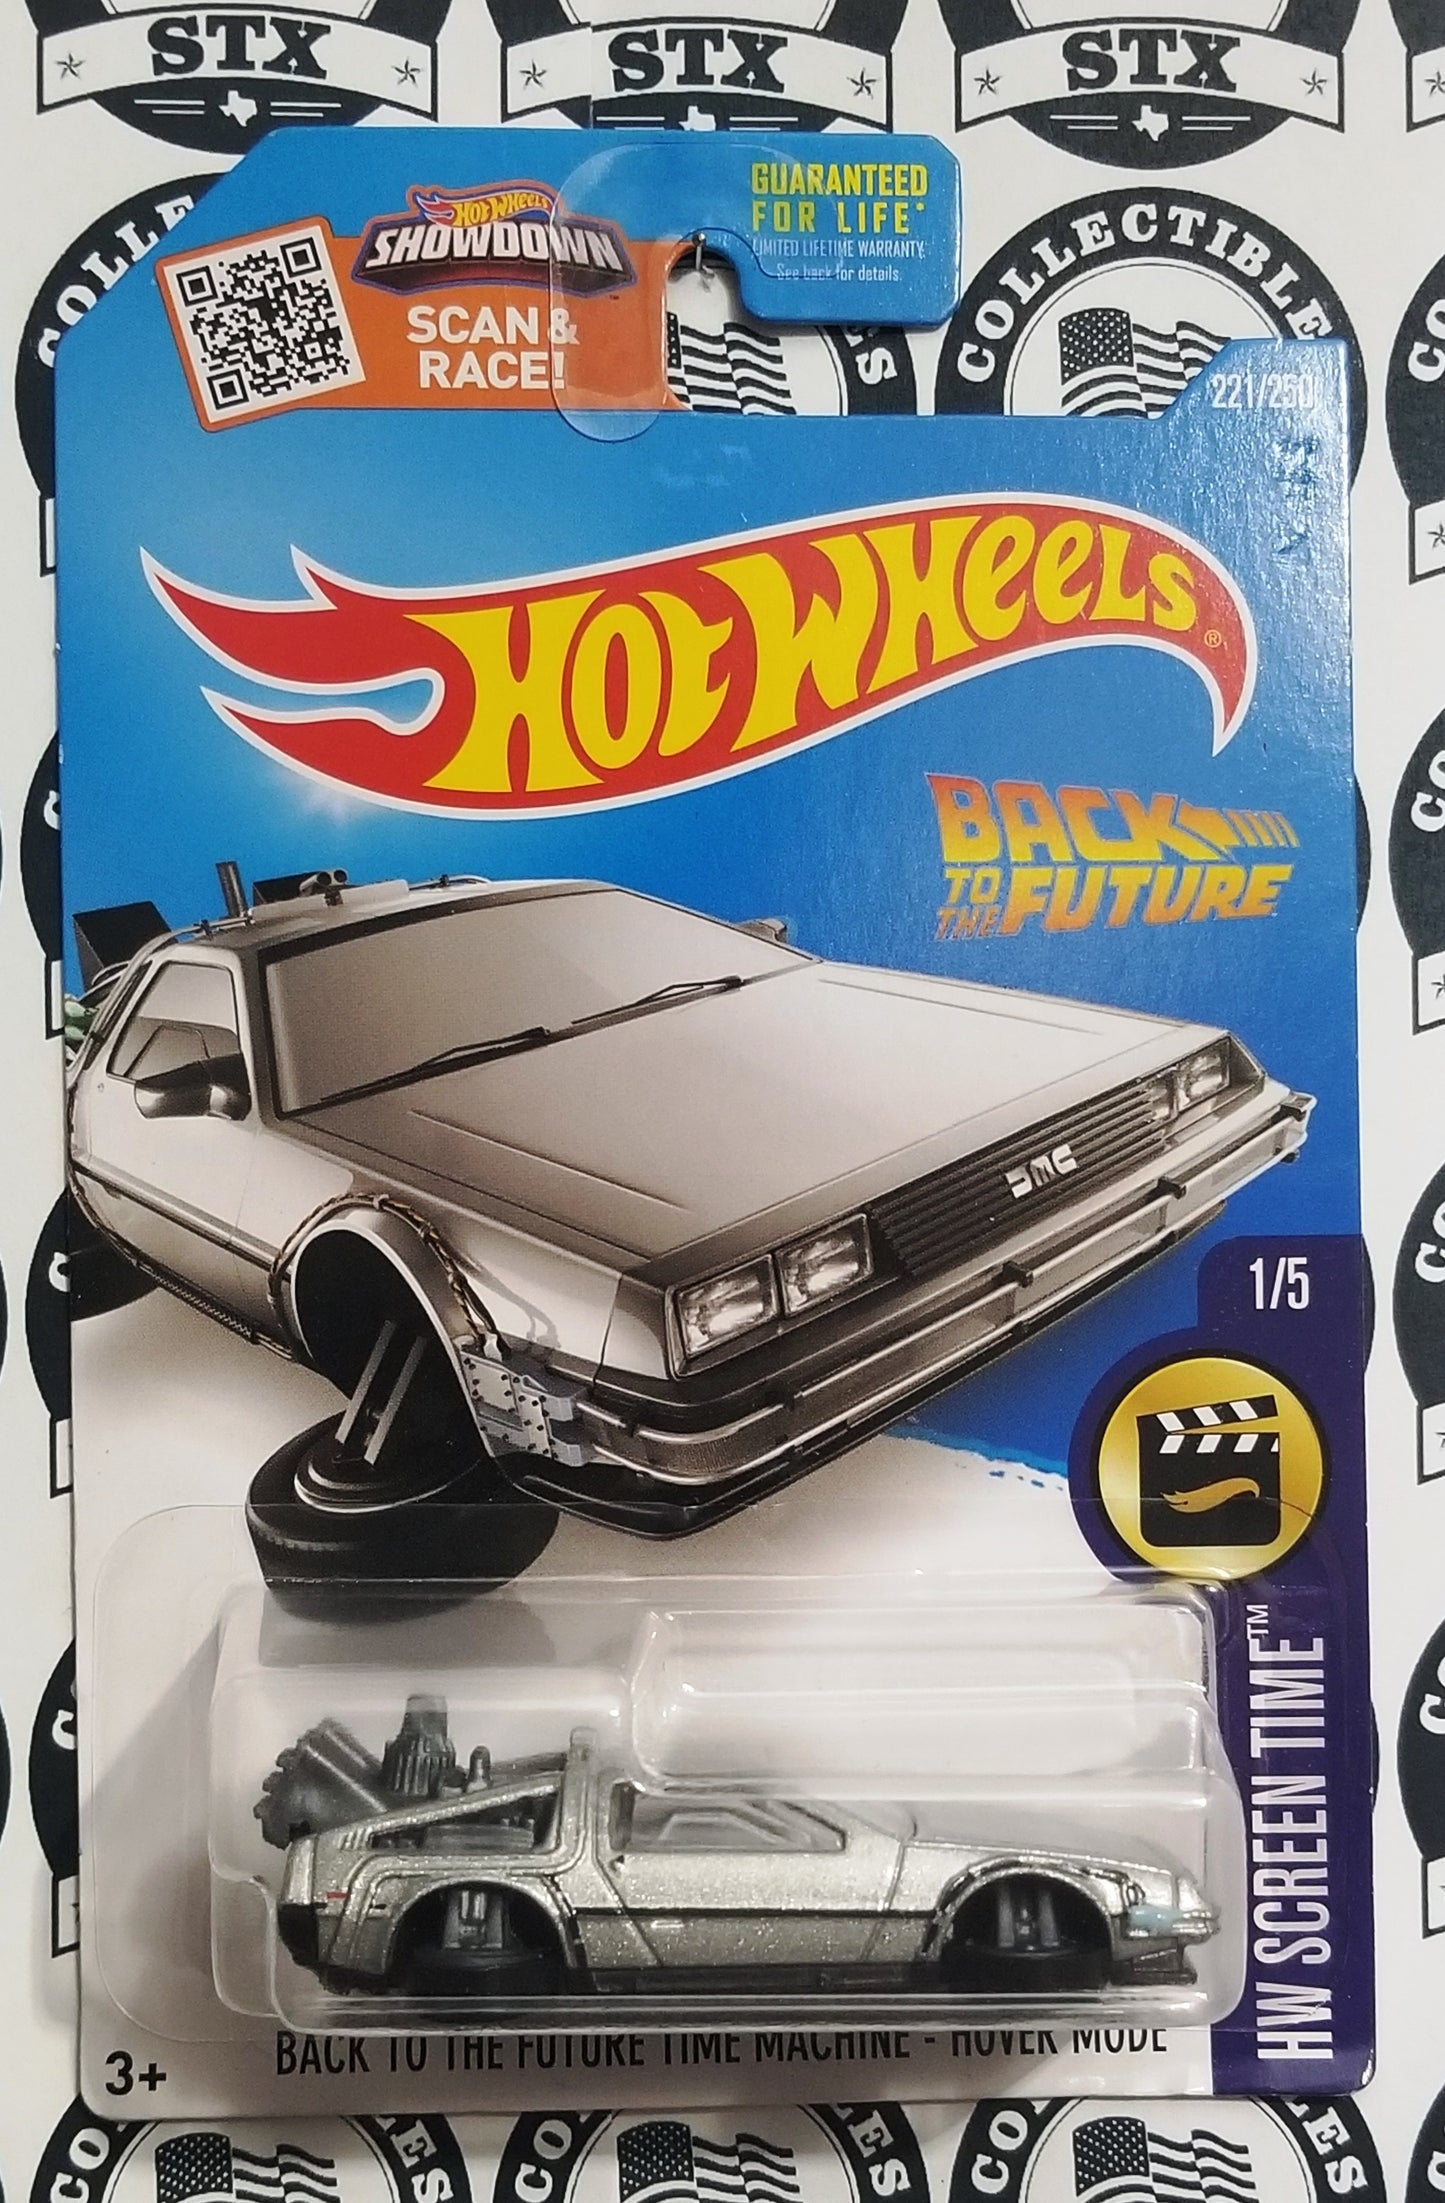 STX
STX
STX
COLLECTIBLES
HOT WHEELS
SHOWDOWN™
SCAN &
RACE!
GUARANTEED
FOR LIFE*
LIMITED LIFETIME WARRANTY.
See back for details.
221/250
HOT WHEELS®
BACK
TO THE FUTURE
DMC
1/5
HW SCREEN TIME™
BACK TO THE FUTURE TIME MACHINE - HOVER MODE
3+